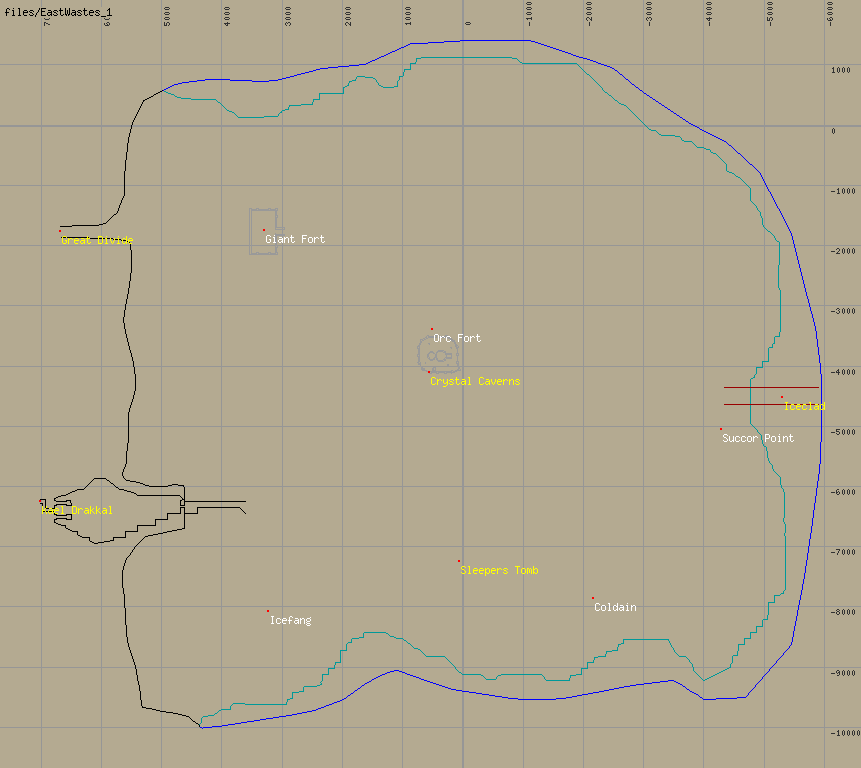 files/EastWastes_1
5000
4000
3000
2000
1000
0
-1000
-2000
-3000
-4000
-5000
-6000
1000
0
-1000
-2000
-3000
-4000
-5000
-6000
-7000
-8000
-9000
-10000
Great Divide
Giant Fort
Orc Fort
Crystal Caverns
Iceclad
Succor Point
Kael Drakkal
Sleepers Tomb
Coldain
Icefang